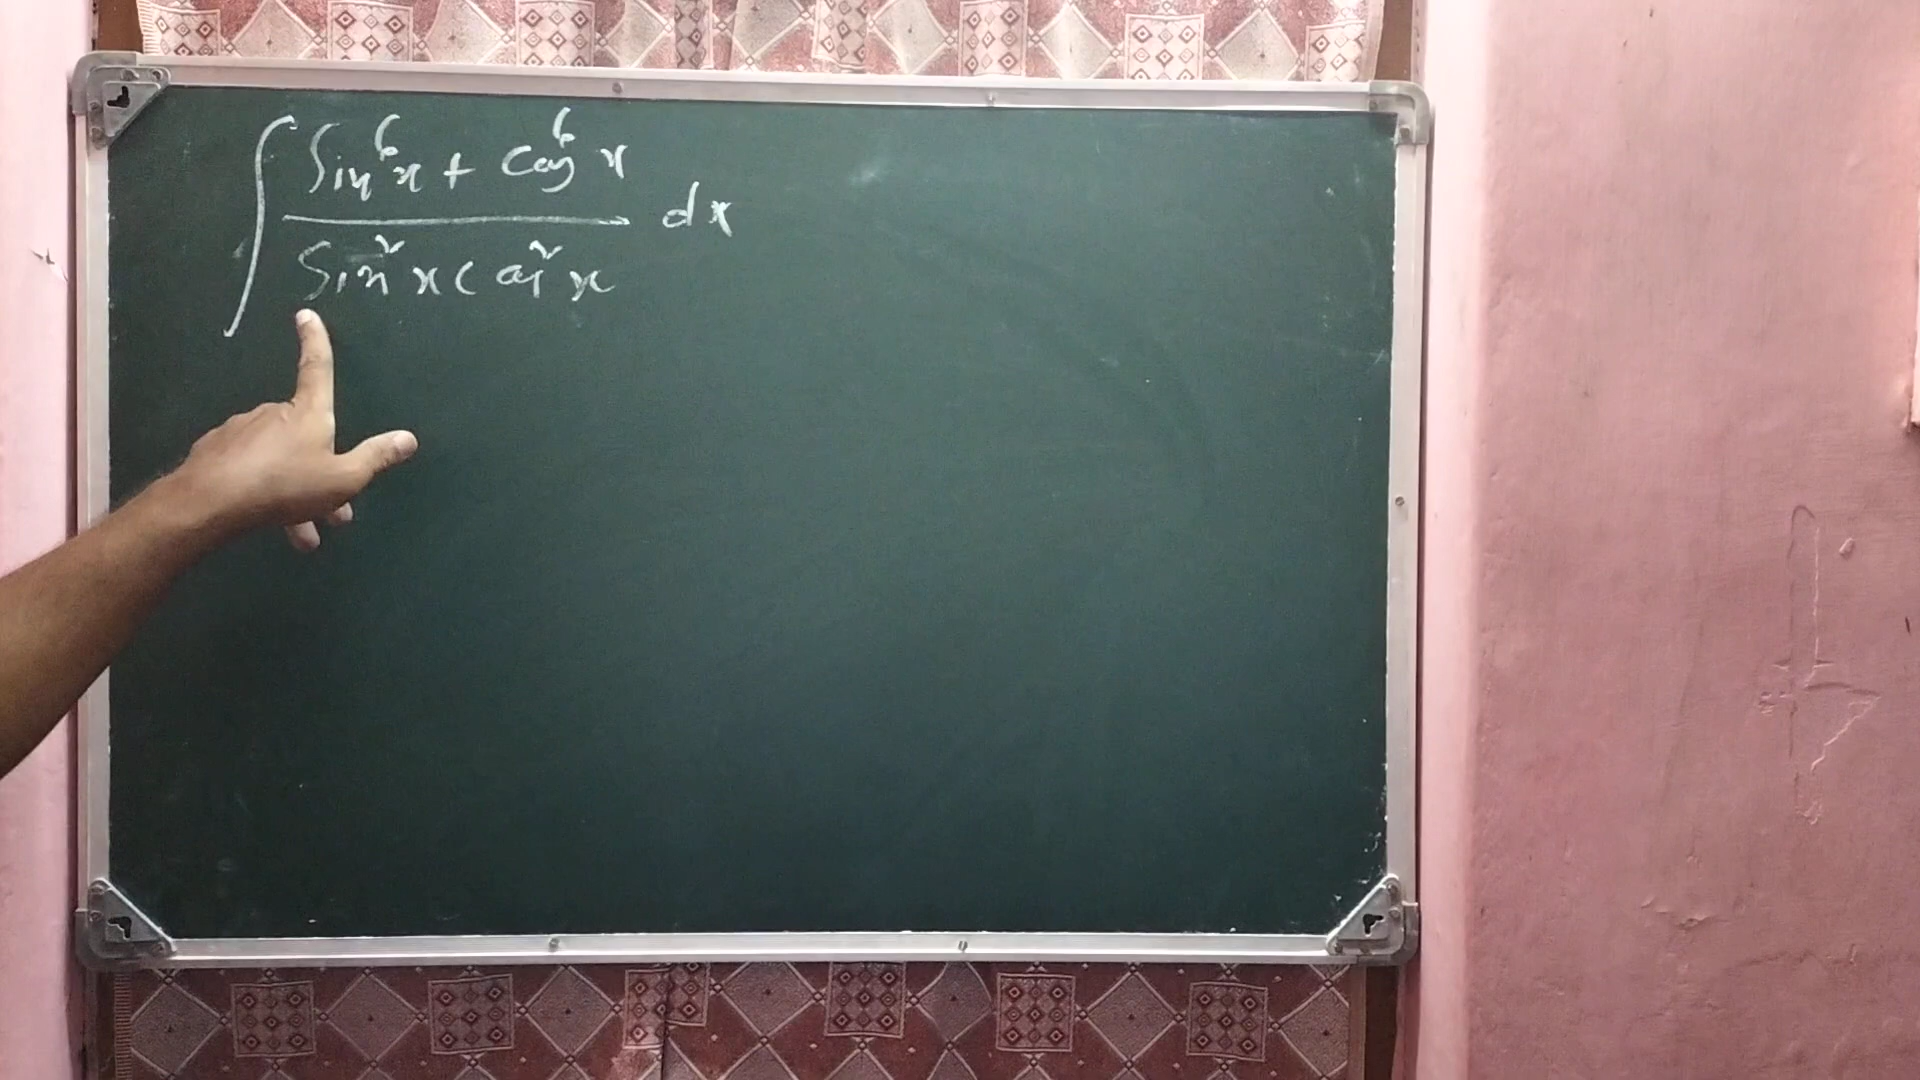 ∫ (Sin⁶x + Cos⁶x) / (Sin²x Cos²x) dx